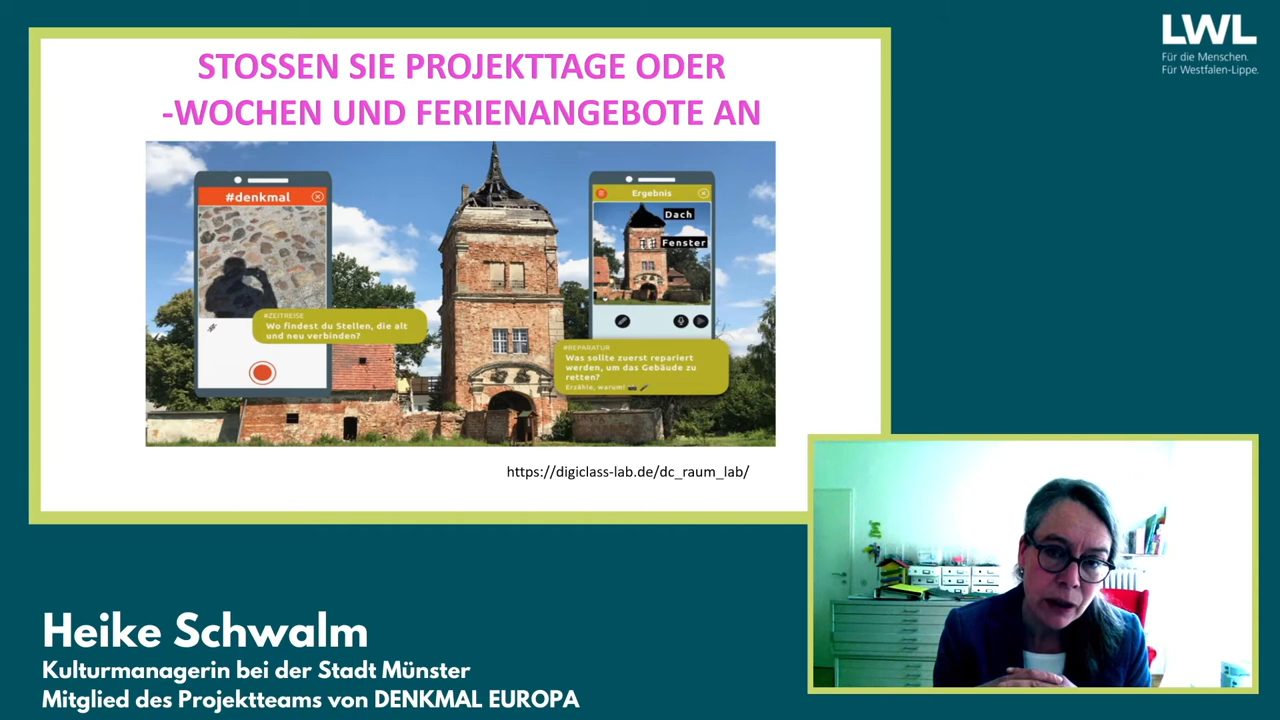 LWL
Für die Menschen.
Für Westfalen-Lippe.
STOSSEN SIE PROJEKTTAGE ODER
-WOCHEN UND FERIENANGEBOTE AN
#denkmal
#ZEITREISE
Wo findest du Stellen, die alt
und neu verbinden?
Ergebnis
Dach
Fenster
#REPARATUR
Was sollte zuerst repariert
werden, um das Gebäude zu
retten?
Erzähle, warum!
https://digiclass-lab.de/dc_raum_lab/
Heike Schwalm
Kulturmanagerin bei der Stadt Münster
Mitglied des Projektteams von DENKMAL EUROPA